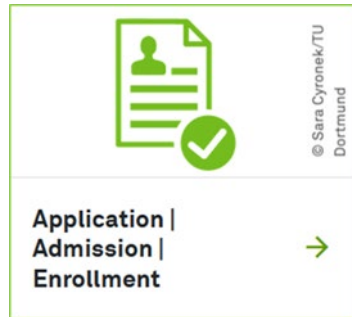 © Sara Cyronek/TU
Dortmund
Application |
Admission |
Enrollment